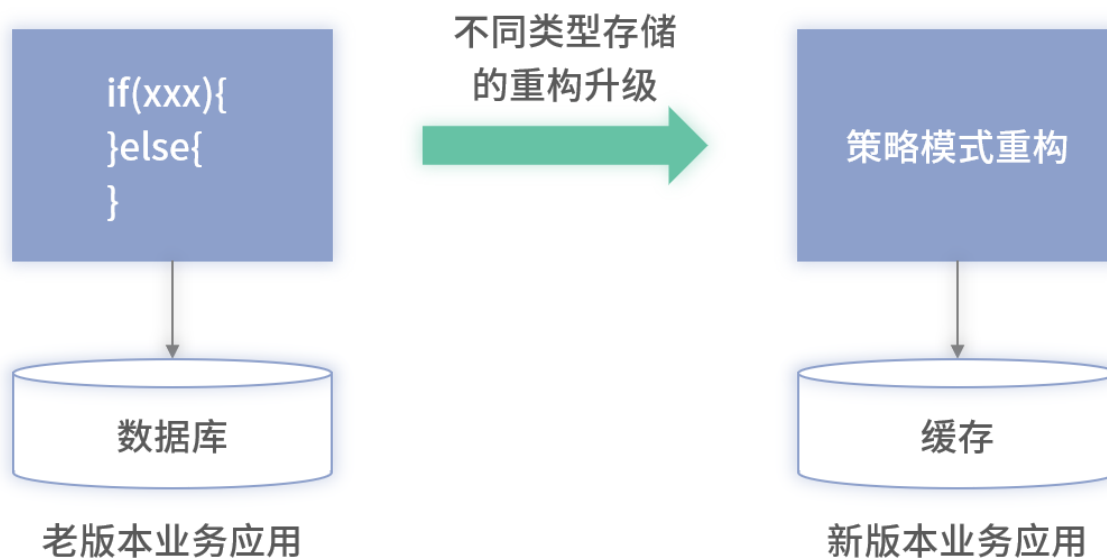 不同类型存储
的重构升级
if(xxx){
}else{
}
策略模式重构
数据库
缓存
老版本业务应用
新版本业务应用